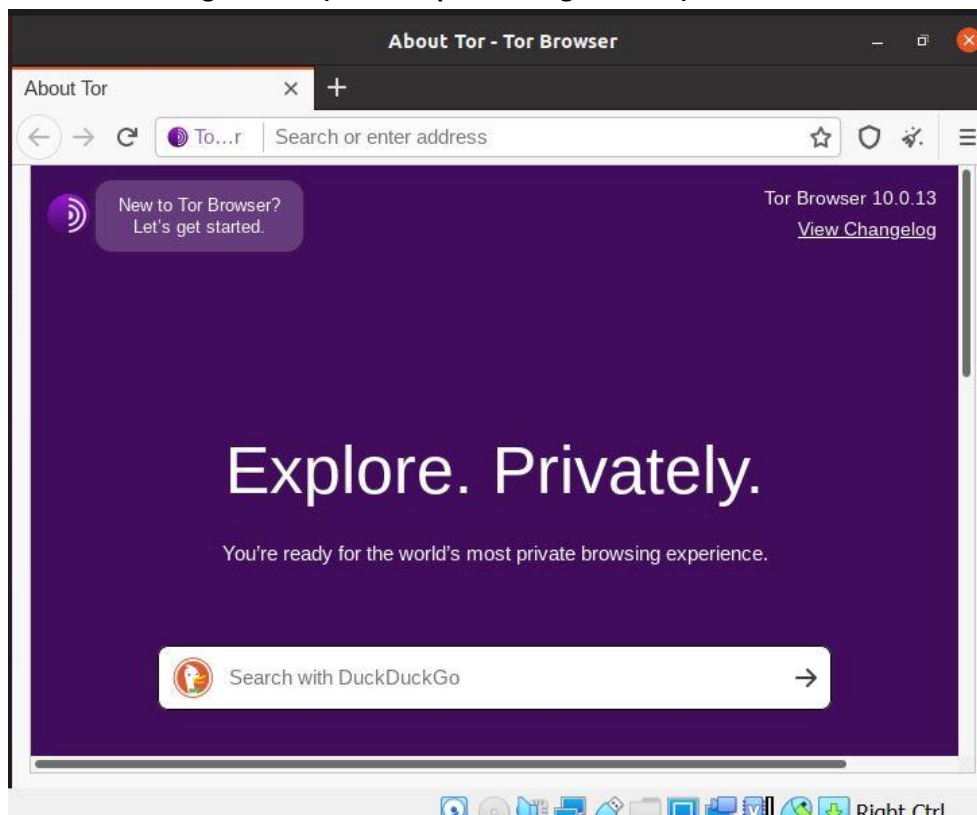 About Tor - Tor Browser
About Tor
To...r
Search or enter address
New to Tor Browser?
Let's get started.
Tor Browser 10.0.13
View Changelog
Explore. Privately.
You're ready for the world's most private browsing experience.
Search with DuckDuckGo
Right Ctrl